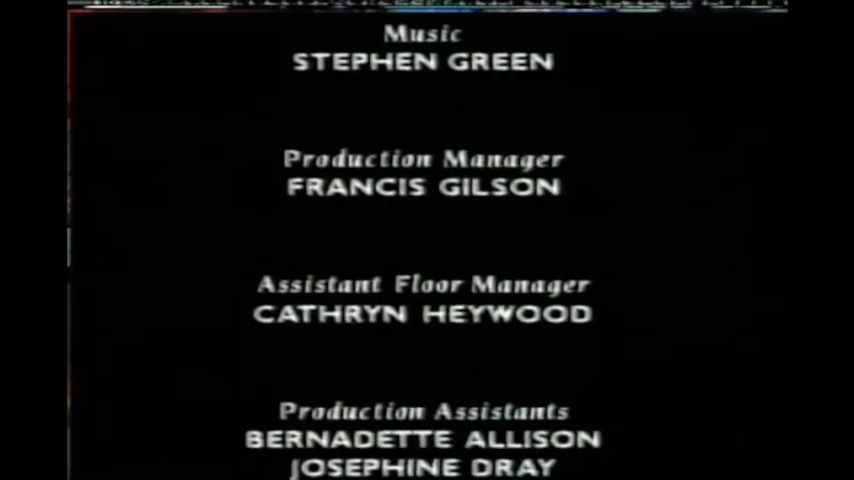 Music
STEPHEN GREEN
Production Manager
FRANCIS GILSON
Assistant Floor Manager
CATHRYN HEYWOOD
Production Assistants
BERNADETTE ALLISON
JOSEPHINE DRAY